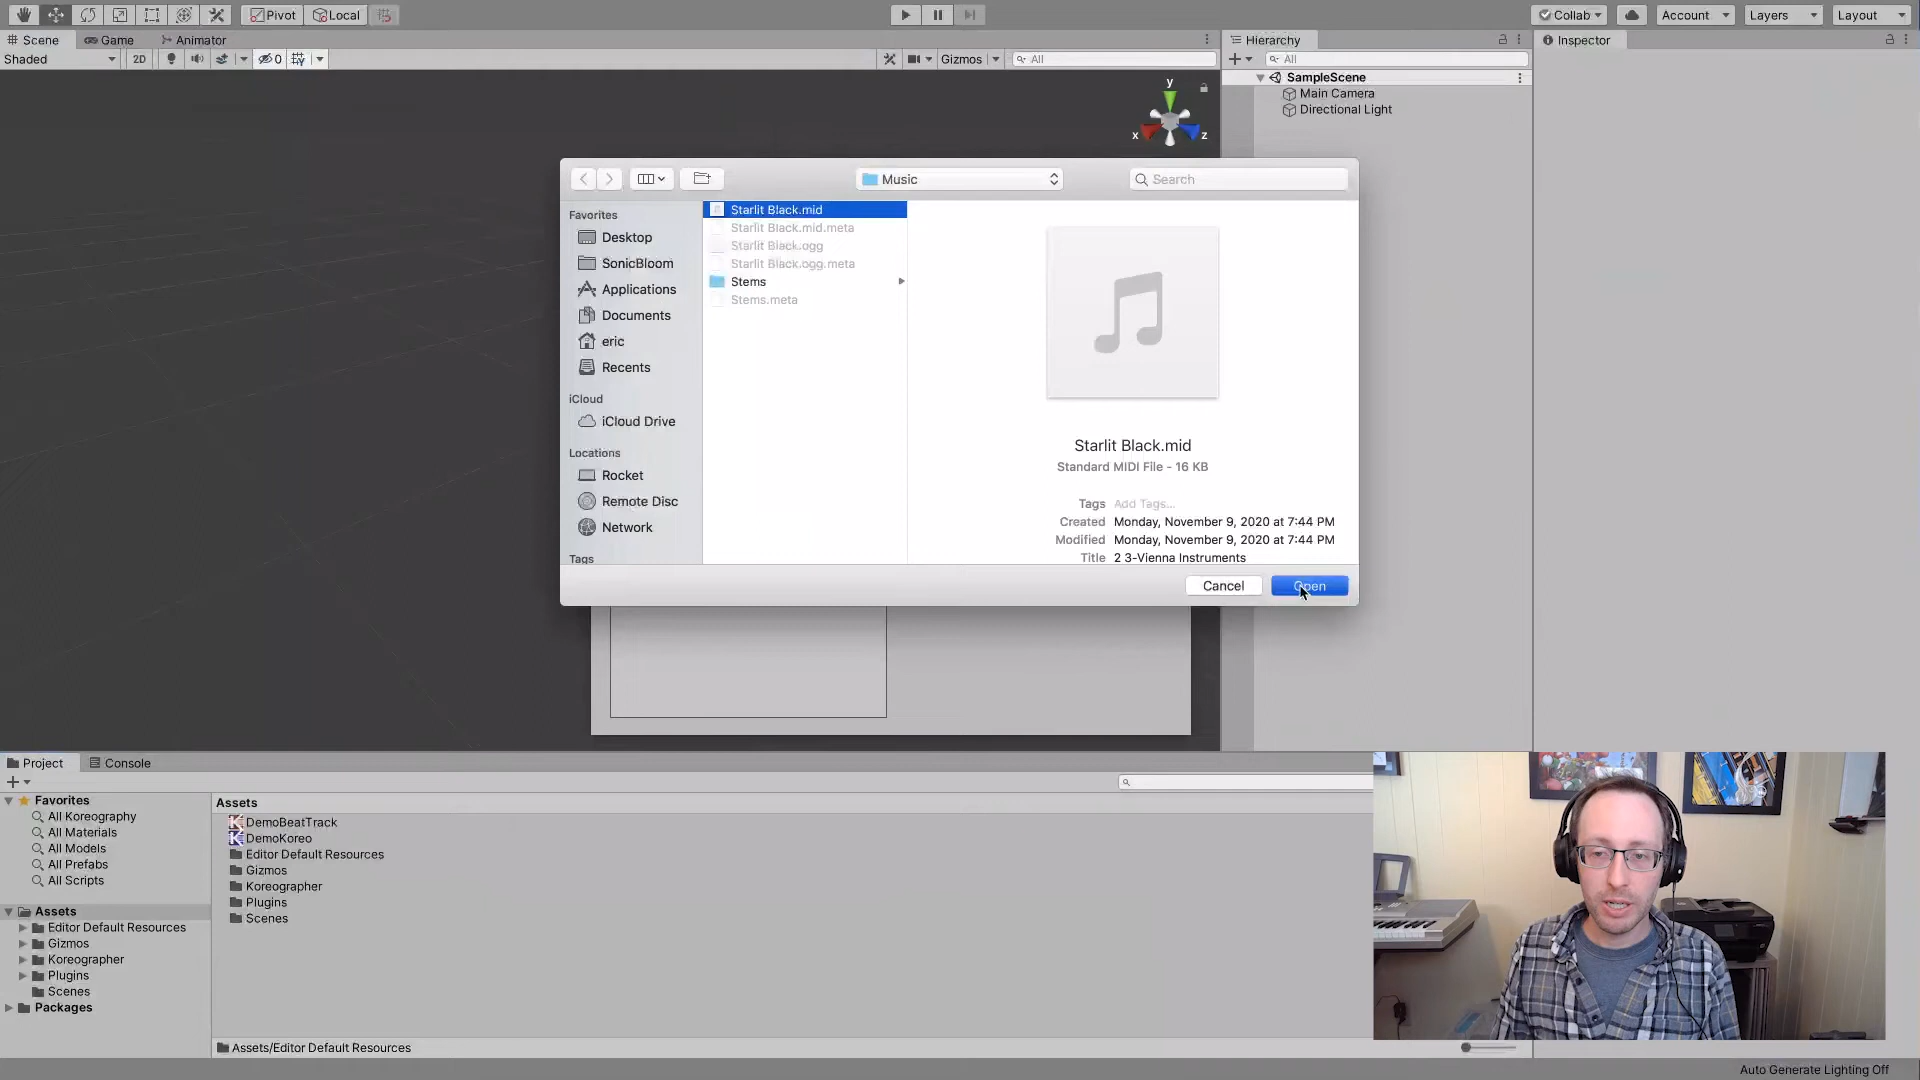 Pivot
Local
Collab
Account
Layers
Layout
Scene
Game
Animator
Hierarchy
Inspector
Shaded
2D
0
Gizmos
All
All
SampleScene
Main Camera
Directional Light
y
x
z
Music
Search
Favorites
Desktop
SonicBloom
Applications
Documents
eric
Recents
iCloud
iCloud Drive
Locations
Rocket
Remote Disc
Network
Tags
Starlit Black.mid
Starlit Black.mid.meta
Starlit Black.ogg
Starlit Black.ogg.meta
Stems
Stems.meta
Starlit Black.mid
Standard MIDI File - 16 KB
Tags Add Tags...
Created Monday, November 9, 2020 at 7:44 PM
Modified Monday, November 9, 2020 at 7:44 PM
Title 2 3-Vienna Instruments
Cancel
Open
Project
Console
Favorites
All Koreography
All Materials
All Models
All Prefabs
All Scripts
Assets
Editor Default Resources
Gizmos
Koreographer
Plugins
Scenes
Packages
Assets
DemoBeatTrack
DemoKoreo
Editor Default Resources
Gizmos
Koreographer
Plugins
Scenes
Assets/Editor Default Resources
Auto Generate Lighting Off